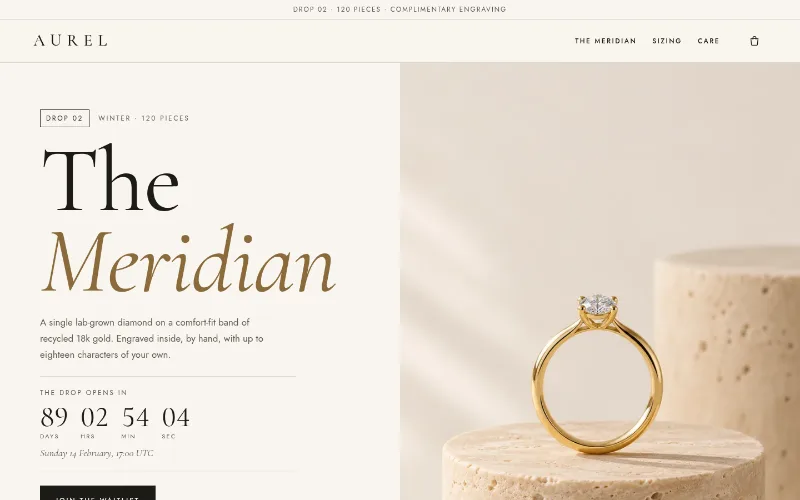 DROP 02 · 120 PIECES · COMPLIMENTARY ENGRAVING
AUREL
THE MERIDIAN SIZING CARE
DROP 02 WINTER · 120 PIECES
The
Meridian
A single lab-grown diamond on a comfort-fit band of
recycled 18k gold. Engraved inside, by hand, with up to
eighteen characters of your own.
THE DROP OPENS IN
89 02 54 04
DAYS HRS MIN SEC
Sunday 14 February, 17:00 UTC
JOIN THE WAITLIST